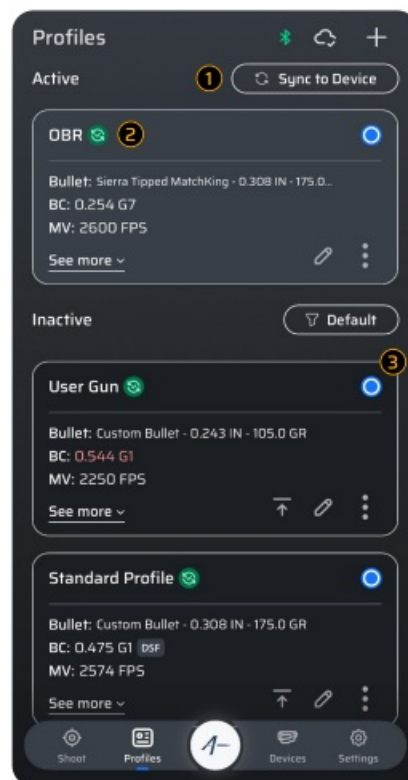 Profiles
Active
1 Sync to Device
OBR 2
Bullet: Sierra Tipped MatchKing - 0.308 IN - 175.0...
BC: 0.254 G7
MV: 2600 FPS
See more
Inactive
Default
3
User Gun
Bullet: Custom Bullet - 0.243 IN - 105.0 GR
BC: 0.544 G1
MV: 2250 FPS
See more
Standard Profile
Bullet: Custom Bullet - 0.308 IN - 175.0 GR
BC: 0.475 G1 DSF
MV: 2574 FPS
See more
A
Shoot Profiles Devices Settings